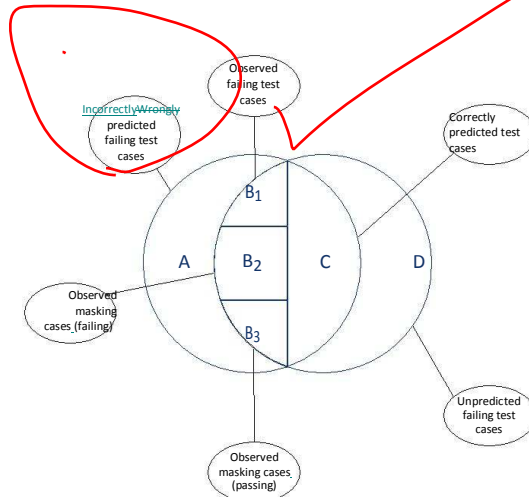 Observed
failing test
cases
IncorrectlyWrongly
predicted
failing test
cases
Correctly
predicted test
cases
B1
A
B2
C
D
B3
Observed
masking
cases (failing)
Unpredicted
failing test
cases
Observed
masking cases
(passing)